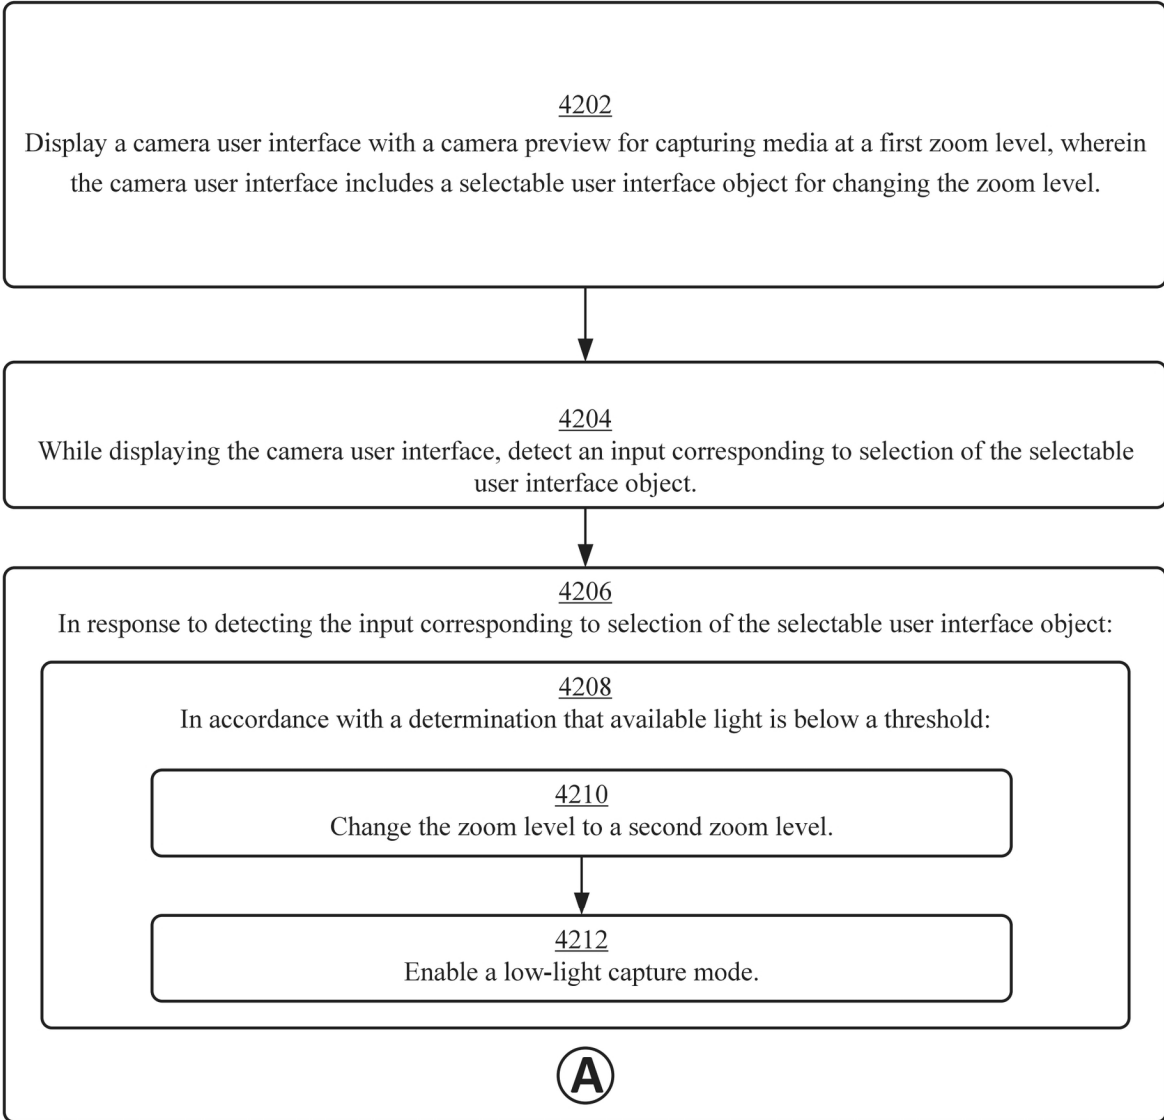 4202
Display a camera user interface with a camera preview for capturing media at a first zoom level, wherein
the camera user interface includes a selectable user interface object for changing the zoom level.
4204
While displaying the camera user interface, detect an input corresponding to selection of the selectable
user interface object.
4206
In response to detecting the input corresponding to selection of the selectable user interface object:
4208
In accordance with a determination that available light is below a threshold:
4210
Change the zoom level to a second zoom level.
4212
Enable a low-light capture mode.
A